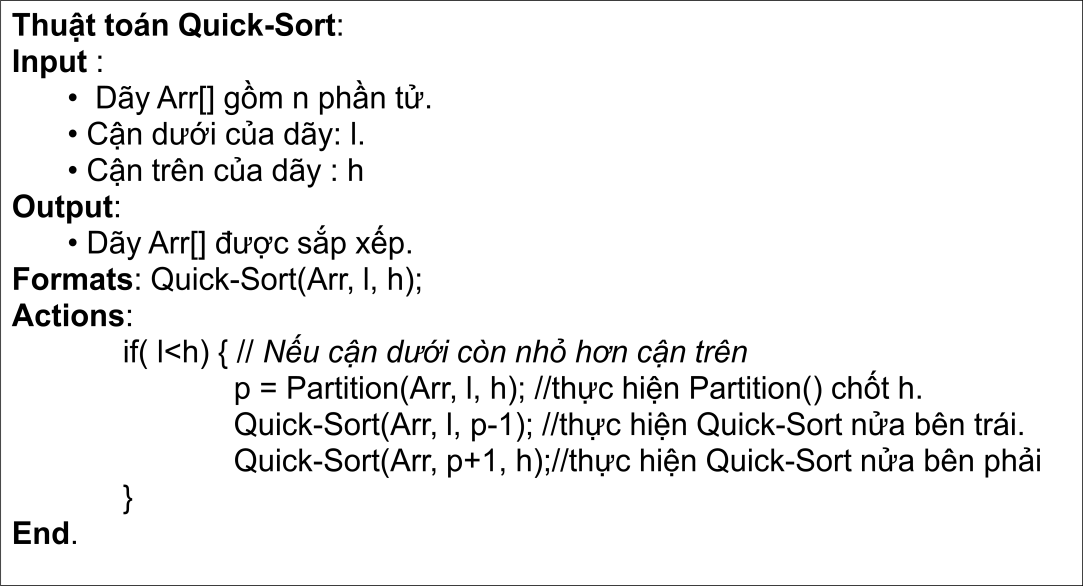 Thuật toán Quick-Sort:
Input :
• Dãy Arr[] gồm n phần tử.
• Cận dưới của dãy: l.
• Cận trên của dãy : h
Output:
• Dãy Arr[] được sắp xếp.
Formats: Quick-Sort(Arr, l, h);
Actions:
if( l<h) { // Nếu cận dưới còn nhỏ hơn cận trên
p = Partition(Arr, l, h); //thực hiện Partition() chốt h.
Quick-Sort(Arr, l, p-1); //thực hiện Quick-Sort nửa bên trái.
Quick-Sort(Arr, p+1, h);//thực hiện Quick-Sort nửa bên phải
}
End.